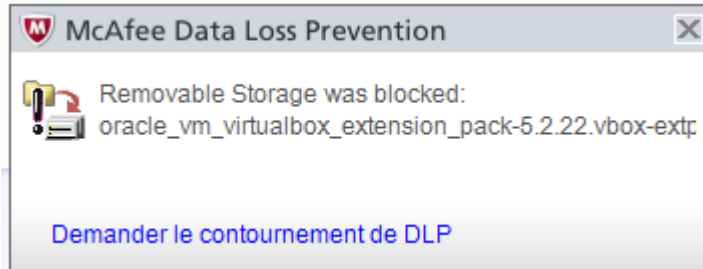 McAfee Data Loss Prevention
Removable Storage was blocked:
oracle_vm_virtualbox_extension_pack-5.2.22.vbox-extp
Demander le contournement de DLP